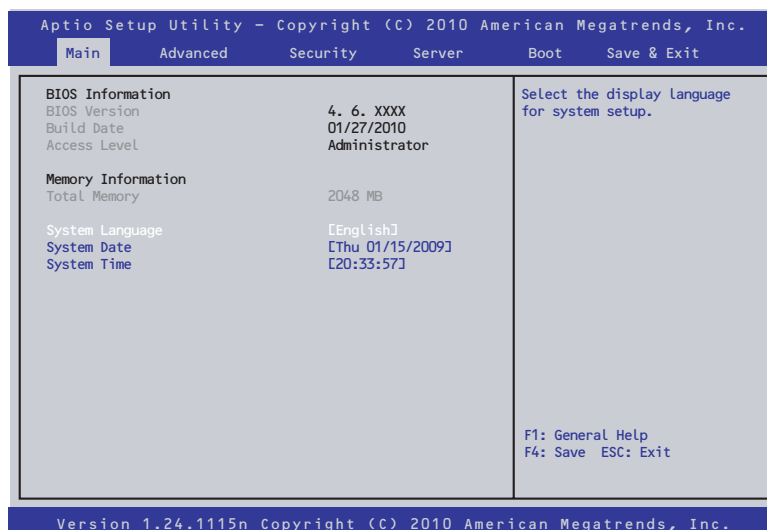 Aptio Setup Utility – Copyright (C) 2010 American Megatrends, Inc.
Main Advanced Security Server Boot Save & Exit
BIOS Information
BIOS Version 4. 6. XXXX
Build Date 01/27/2010
Access Level Administrator
Memory Information
Total Memory 2048 MB
System Language [English]
System Date [Thu 01/15/2009]
System Time [20:33:57]
Select the display language
for system setup.
F1: General Help
F4: Save ESC: Exit
Version 1.24.1115n Copyright (C) 2010 American Megatrends, Inc.